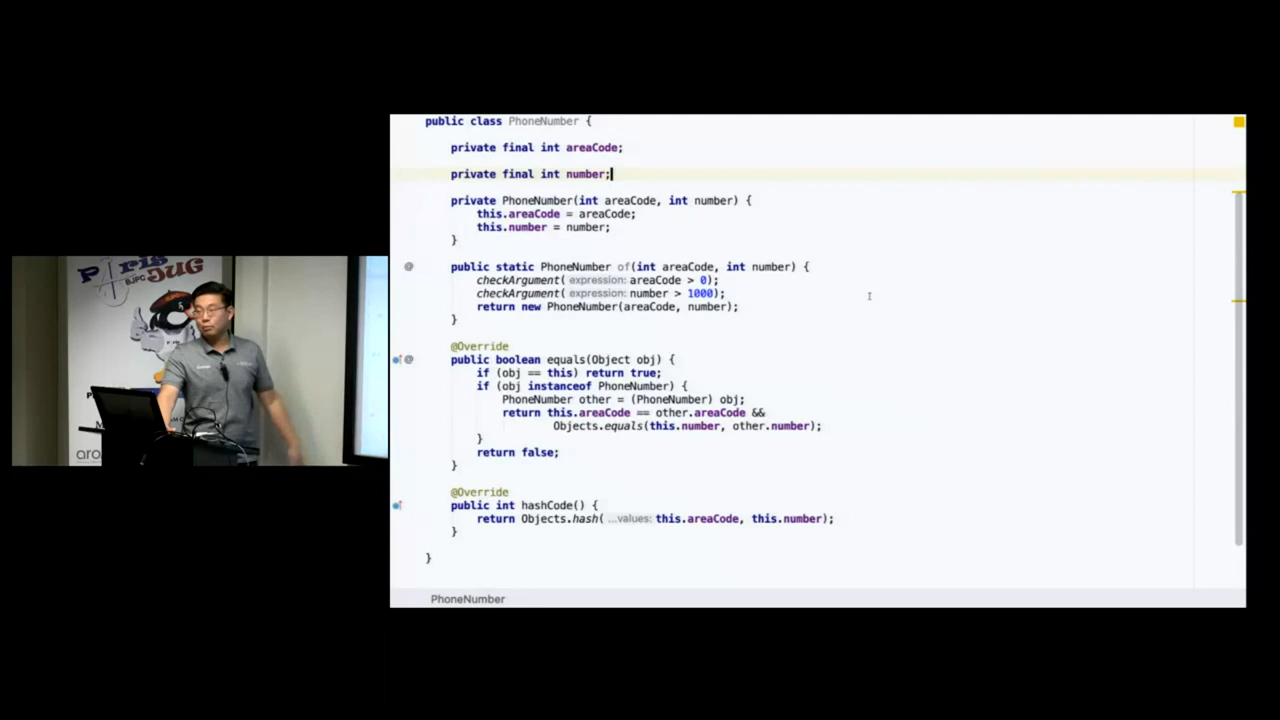 Paris
BJPC JUG
aro
public class PhoneNumber {
private final int areaCode;
private final int number;
private PhoneNumber(int areaCode, int number) {
this.areaCode = areaCode;
this.number = number;
}
@
public static PhoneNumber of(int areaCode, int number) {
checkArgument( expression: areaCode > 0);
checkArgument( expression: number > 1000);
return new PhoneNumber(areaCode, number);
}
@Override
@
public boolean equals(Object obj) {
if (obj == this) return true;
if (obj instanceof PhoneNumber) {
PhoneNumber other = (PhoneNumber) obj;
return this.areaCode == other.areaCode &&
Objects.equals(this.number, other.number);
}
return false;
}
@Override
public int hashCode() {
return Objects.hash( ...values: this.areaCode, this.number);
}
}
PhoneNumber